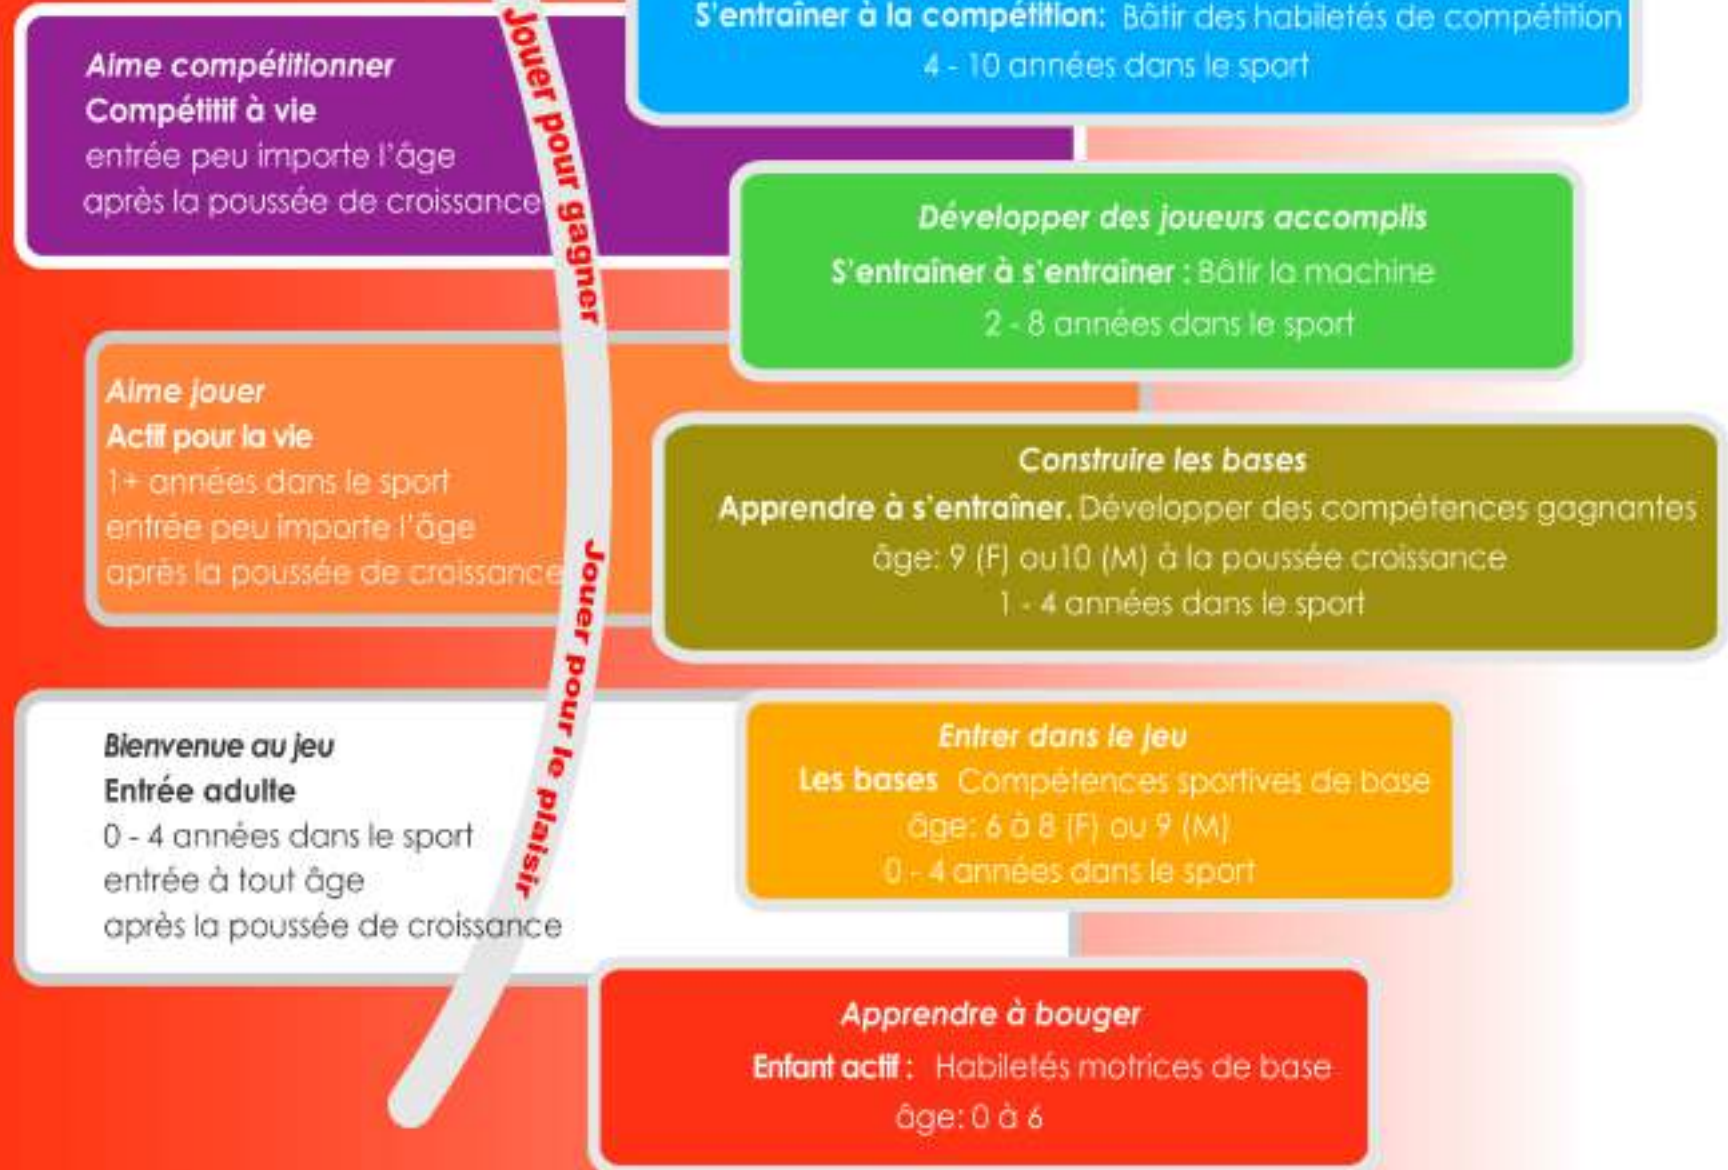 S'entraîner à la compétition: Bâtir des habiletés de compétition
4 - 10 années dans le sport
Aime compétitionner
Compétitif à vie
entrée peu importe l'âge
après la poussée de croissance
Jouer pour gagner
Développer des joueurs accomplis
S'entraîner à s'entraîner : Bâtir la machine
2 - 8 années dans le sport
Aime jouer
Actif pour la vie
1+ années dans le sport
entrée peu importe l'âge
après la poussée de croissance
Construire les bases
Apprendre à s'entraîner. Développer des compétences gagnantes
âge: 9 (F) ou10 (M) à la poussée croissance
1 - 4 années dans le sport
Jouer pour le plaisir
Bienvenue au jeu
Entrée adulte
0 - 4 années dans le sport
entrée à tout âge
après la poussée de croissance
Entrer dans le jeu
Les bases Compétences sportives de base
âge: 6 à 8 (F) ou 9 (M)
0 - 4 années dans le sport
Apprendre à bouger
Enfant actif : Habiletés motrices de base
âge: 0 à 6